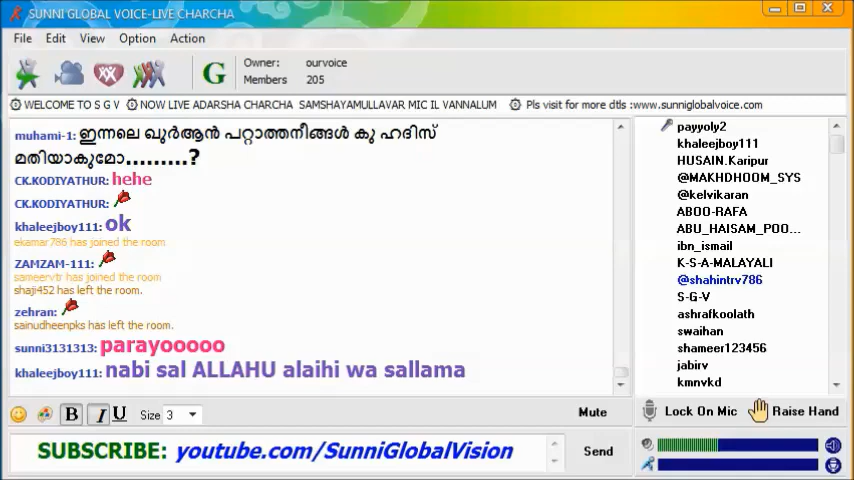 SUNNI GLOBAL VOICE-LIVE CHARCHA
File Edit View Option Action
G
Owner: ourvoice
Members 205
WELCOME TO S G V NOW LIVE ADARSHA CHARCHA SAMSHAYAMULLAVAR MIC IL VANNALUM Pls visit for more dtls :www.sunniglobalvoice.com
muhami-1: ഇന്നലെ ഖുർആൻ പറ്റാത്തനീങ്ങൾ കു ഹദിസ്
മതിയാകുമോ.........?
CK.KODIYATHUR: hehe
CK.KODIYATHUR:
khaleejboy111: ok
ekamar786 has joined the room
ZAMZAM-111:
sameervtr has joined the room
shaji452 has left the room.
zehran:
sainudheenpks has left the room.
sunni3131313: parayooooo
khaleejboy111: nabi sal ALLAHU alaihi wa sallama
payyoly2
khaleejboy111
HUSAIN.Karipur
@MAKHDHOOM_SYS
@kelvikaran
ABOO-RAFA
ABU_HAISAM_POO...
ibn_ismail
K-S-A-MALAYALI
@shahintrv786
S-G-V
ashrafkoolath
swaihan
shameer123456
jabirv
kmnvkd
B I U Size 3 Mute
Lock On Mic Raise Hand
SUBSCRIBE: youtube.com/SunniGlobalVision
Send